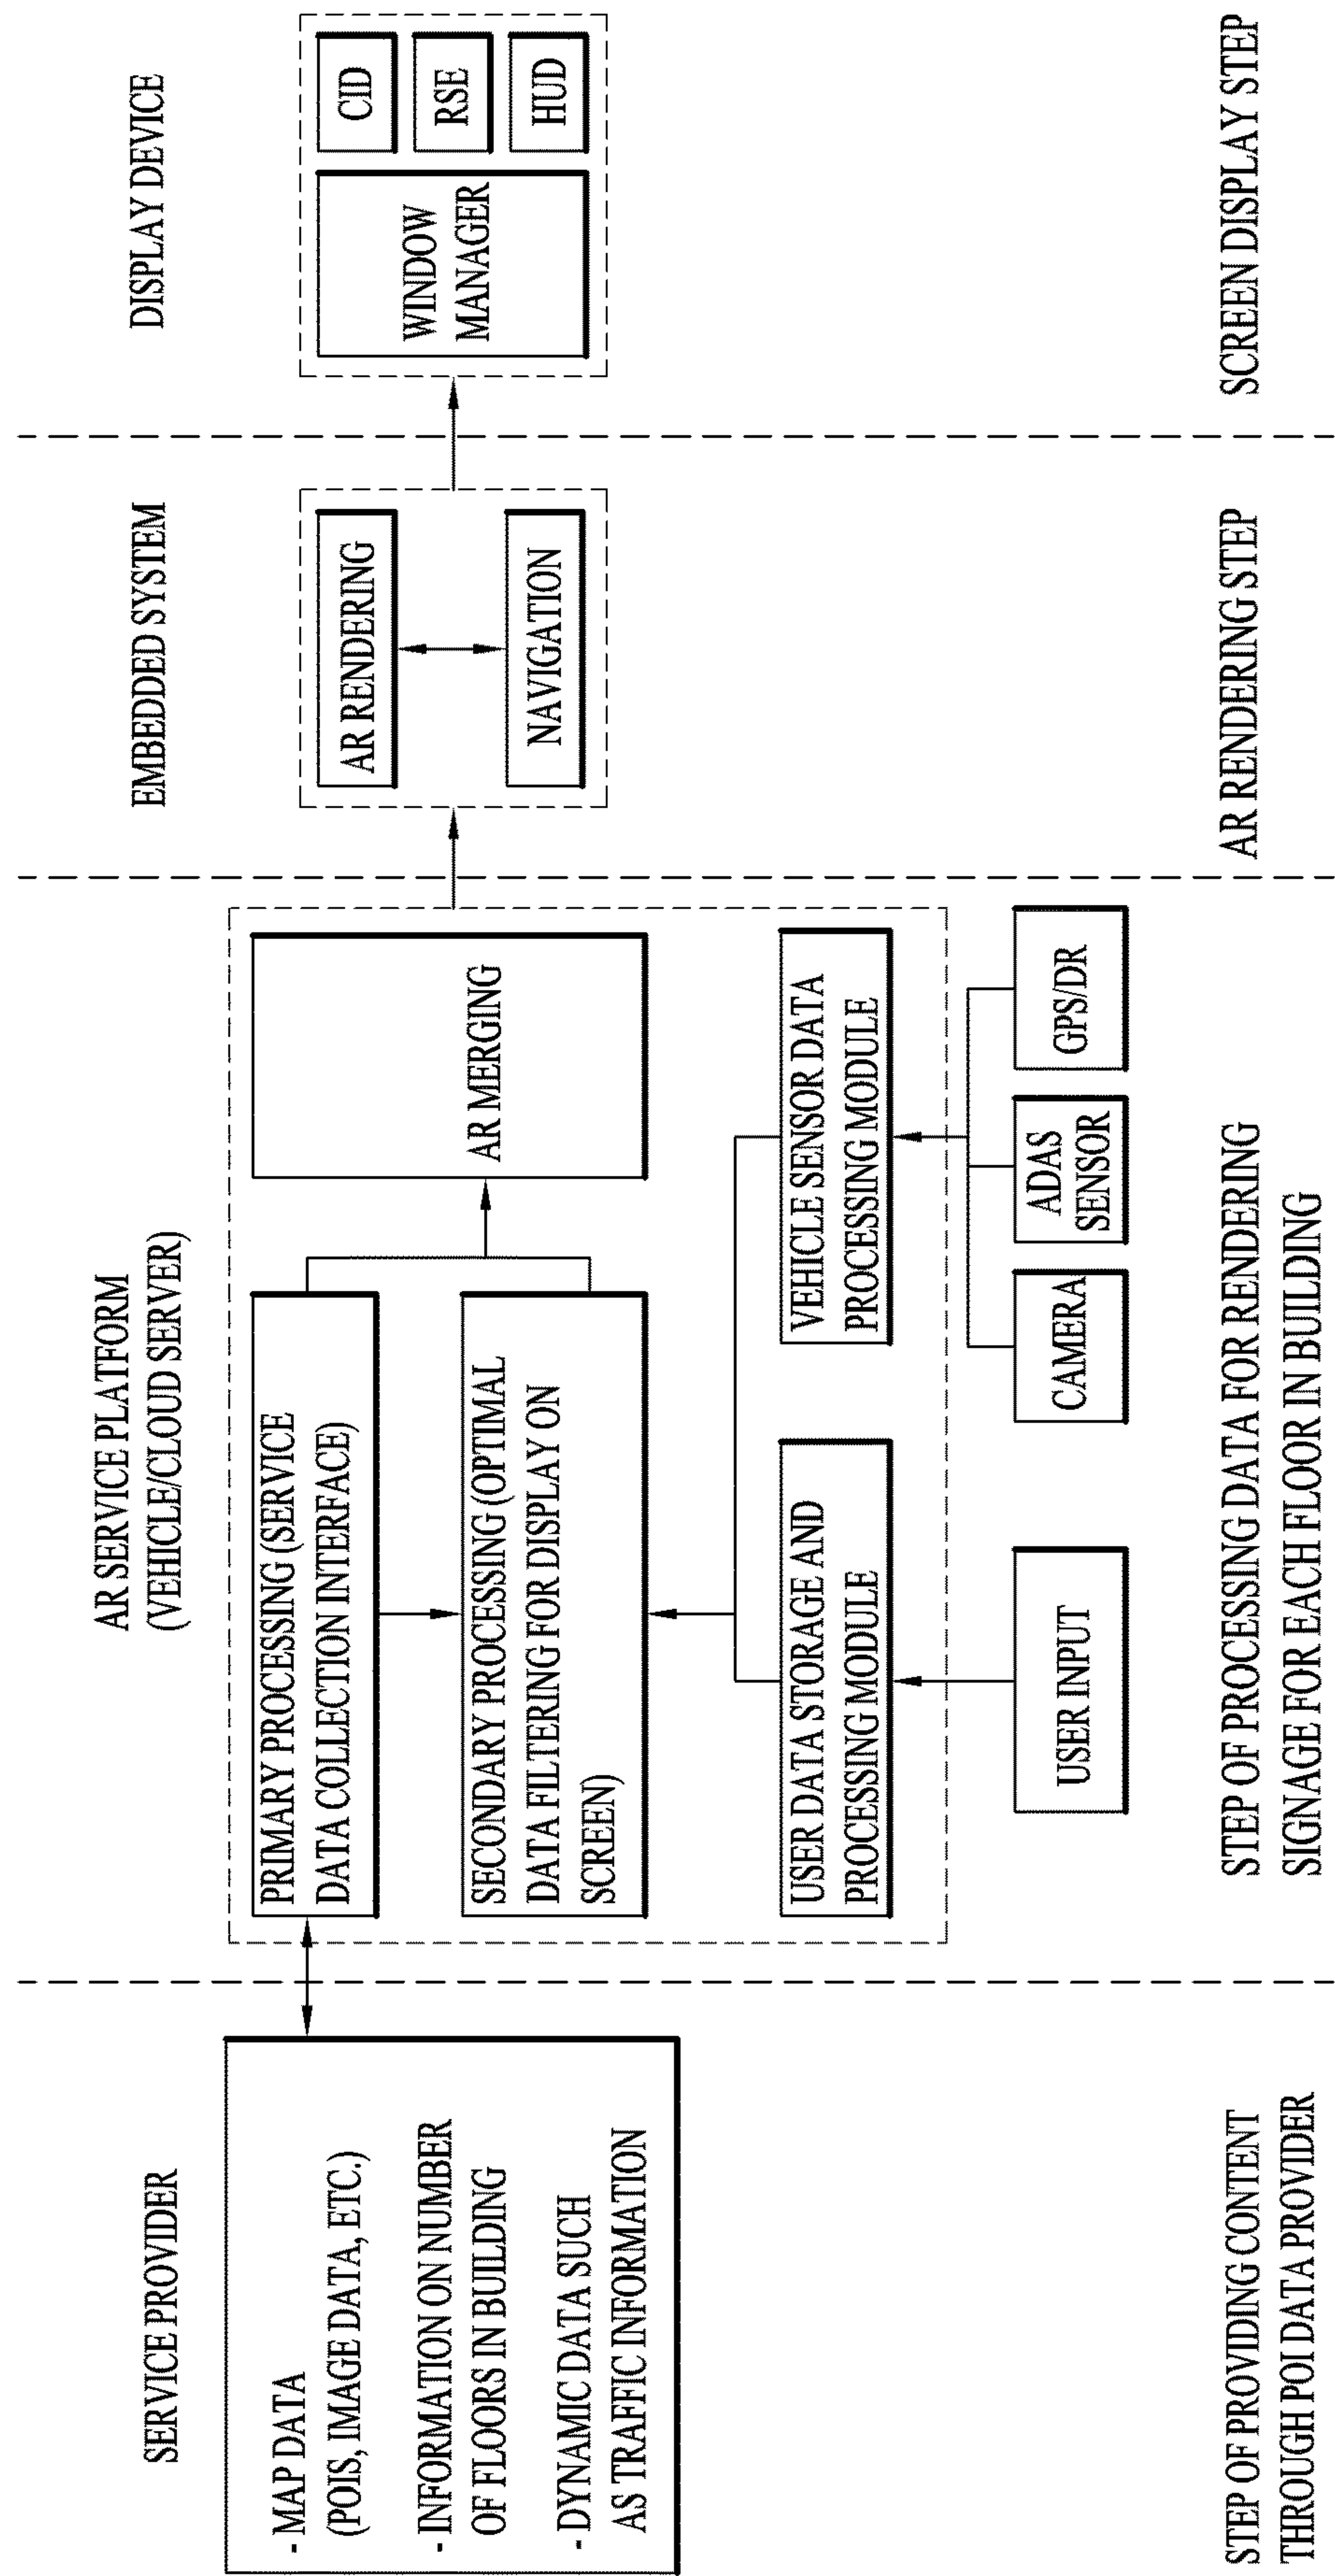 SERVICE PROVIDER
- MAP DATA
(POIS, IMAGE DATA, ETC.)
- INFORMATION ON NUMBER
OF FLOORS IN BUILDING
- DYNAMIC DATA SUCH
AS TRAFFIC INFORMATION
STEP OF PROVIDING CONTENT
THROUGH POI DATA PROVIDER
AR SERVICE PLATFORM
(VEHICLE/CLOUD SERVER)
PRIMARY PROCESSING (SERVICE
DATA COLLECTION INTERFACE)
SECONDARY PROCESSING (OPTIMAL
DATA FILTERING FOR DISPLAY ON
SCREEN)
AR MERGING
USER DATA STORAGE AND
PROCESSING MODULE
VEHICLE SENSOR DATA
PROCESSING MODULE
USER INPUT
CAMERA
ADAS
SENSOR
GPS/DR
STEP OF PROCESSING DATA FOR RENDERING
SIGNAGE FOR EACH FLOOR IN BUILDING
EMBEDDED SYSTEM
AR RENDERING
NAVIGATION
AR RENDERING STEP
DISPLAY DEVICE
WINDOW
MANAGER
CID
RSE
HUD
SCREEN DISPLAY STEP